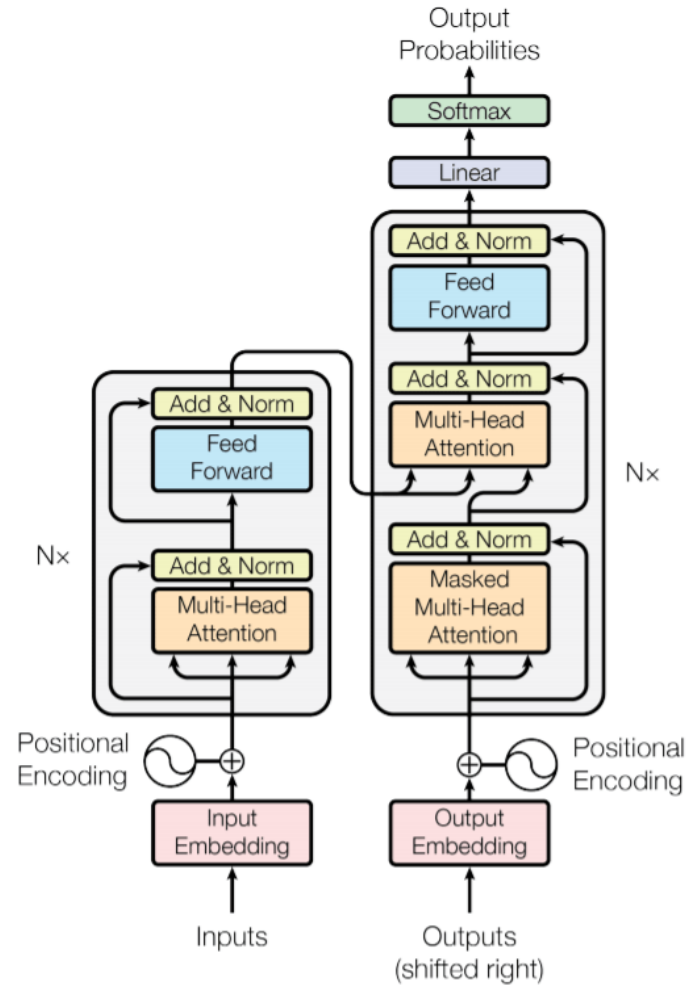 Output
Probabilities
Softmax
Linear
Add & Norm
Feed
Forward
Add & Norm
Multi-Head
Attention
Add & Norm
Masked
Multi-Head
Attention
N×
Add & Norm
Feed
Forward
Add & Norm
Multi-Head
Attention
N×
Positional
Encoding
Positional
Encoding
Input
Embedding
Output
Embedding
Inputs
Outputs
(shifted right)